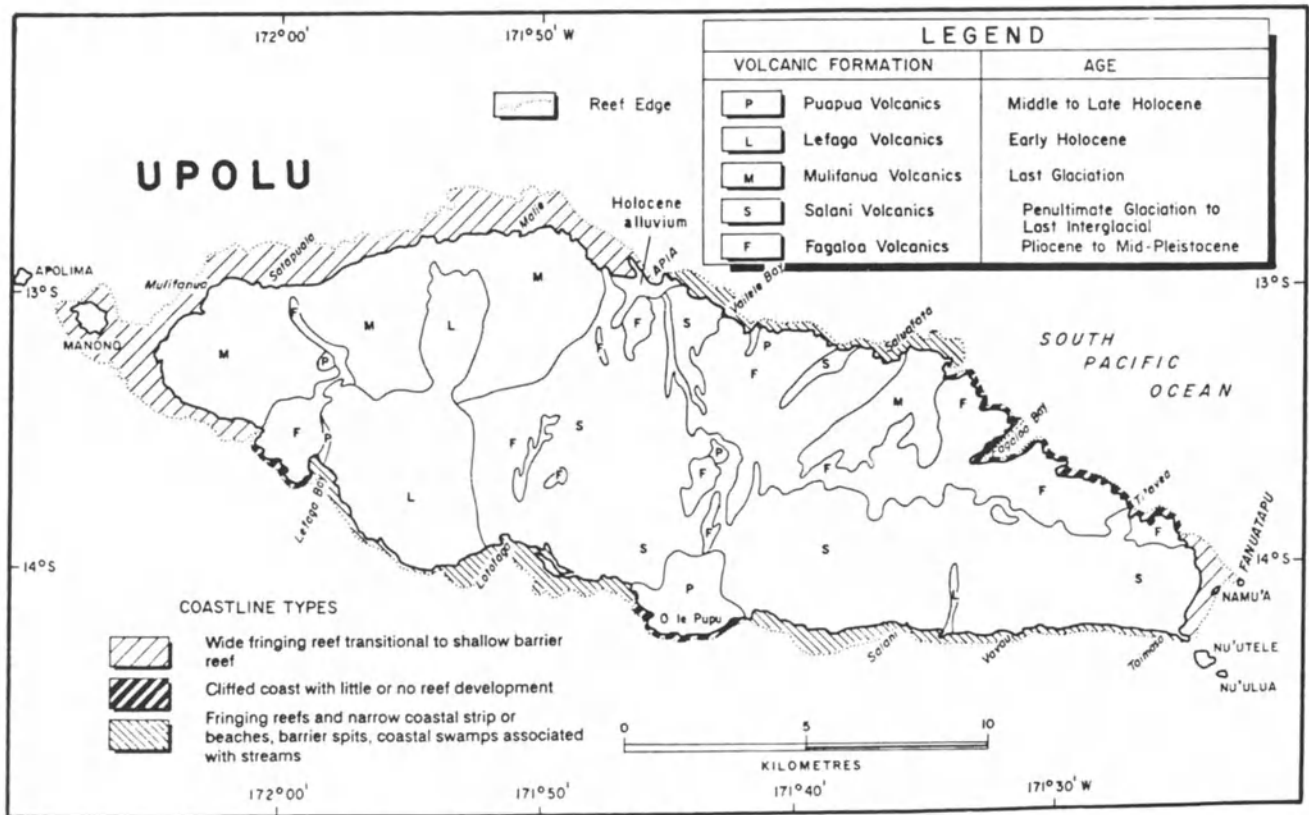 172°00' 171°50' W
LEGEND
VOLCANIC FORMATION AGE
P Puapua Volcanics Middle to Late Holocene
L Lefaga Volcanics Early Holocene
M Mulifanua Volcanics Last Glaciation
S Salani Volcanics Penultimate Glaciation to
Last Interglacial
F Fagaloa Volcanics Pliocene to Mid-Pleistocene
Reef Edge
UPOLU
Holocene
alluvium
Malie
Satapuala
Mulifanua
APOLIMA
MANONO
APIA
Vailele Bay
Saluafata
Fagaloa Bay
Ti'avea
SOUTH
PACIFIC
OCEAN
13°S 13°S
M L M F S F P S M F
M F P F P
F S F F P F F
L S S F S
14°S P L 14°S
Lefaga Bay
Lotofaga
O le Pupu
Salani
Vavau
FANUATAPU
NAMU'A
NU'UTELE
NU'ULUA
COASTLINE TYPES
Wide fringing reef transitional to shallow barrier
reef
Cliffed coast with little or no reef development
Fringing reefs and narrow coastal strip or
beaches, barrier spits, coastal swamps associated
with streams
0 5 10
KILOMETRES
172°00' 171°50' 171°40' 171°30' W